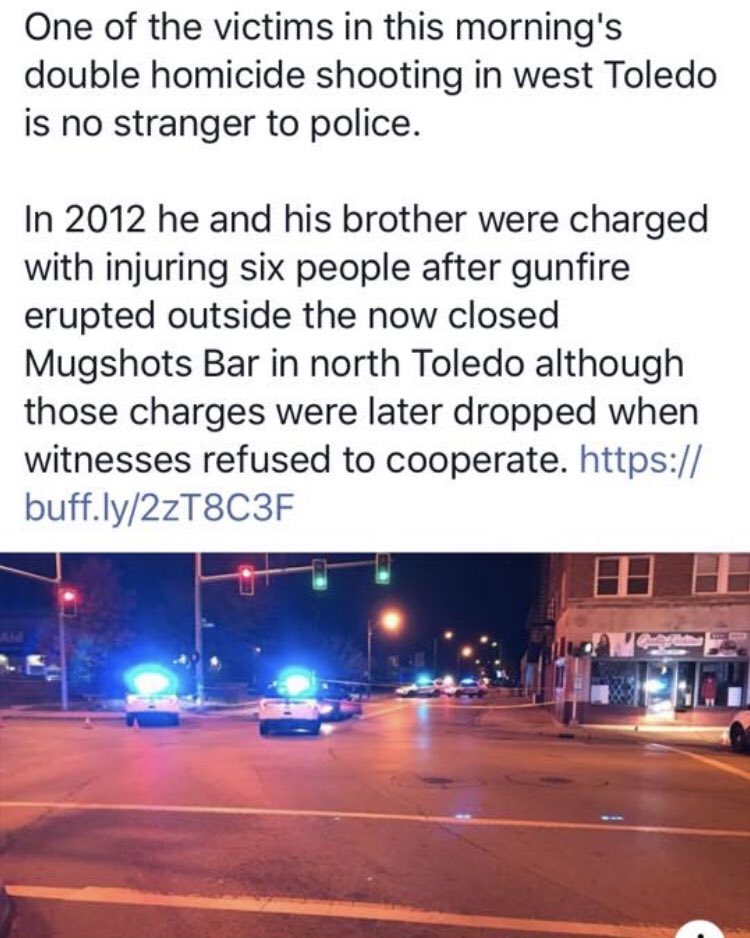 One of the victims in this morning's
double homicide shooting in west Toledo
is no stranger to police.
In 2012 he and his brother were charged
with injuring six people after gunfire
erupted outside the now closed
Mugshots Bar in north Toledo although
those charges were later dropped when
witnesses refused to cooperate. https://
buff.ly/2zT8C3F